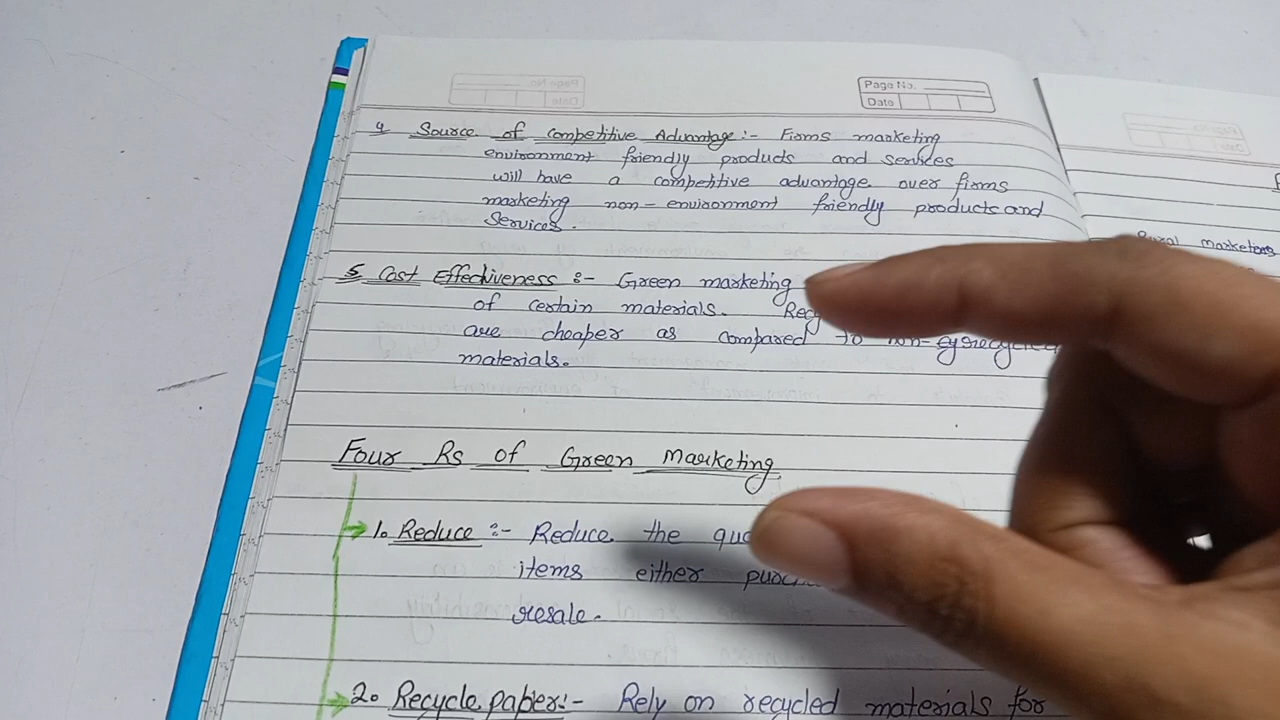 Page No.
Date
4 Source of Competitive Advantage :- Firms marketing
environment friendly products and services
will have a competitive advantage over firms
marketing non-environment friendly products and
Services.
5 Cost Effectiveness :- Green marketing
of certain materials.
are cheaper as compared to
materials.
Four Rs of Green Marketing
1. Reduce :- Reduce the
items either
resale.
2. Recycle paper :- Rely on recycled materials for
Rural marketing